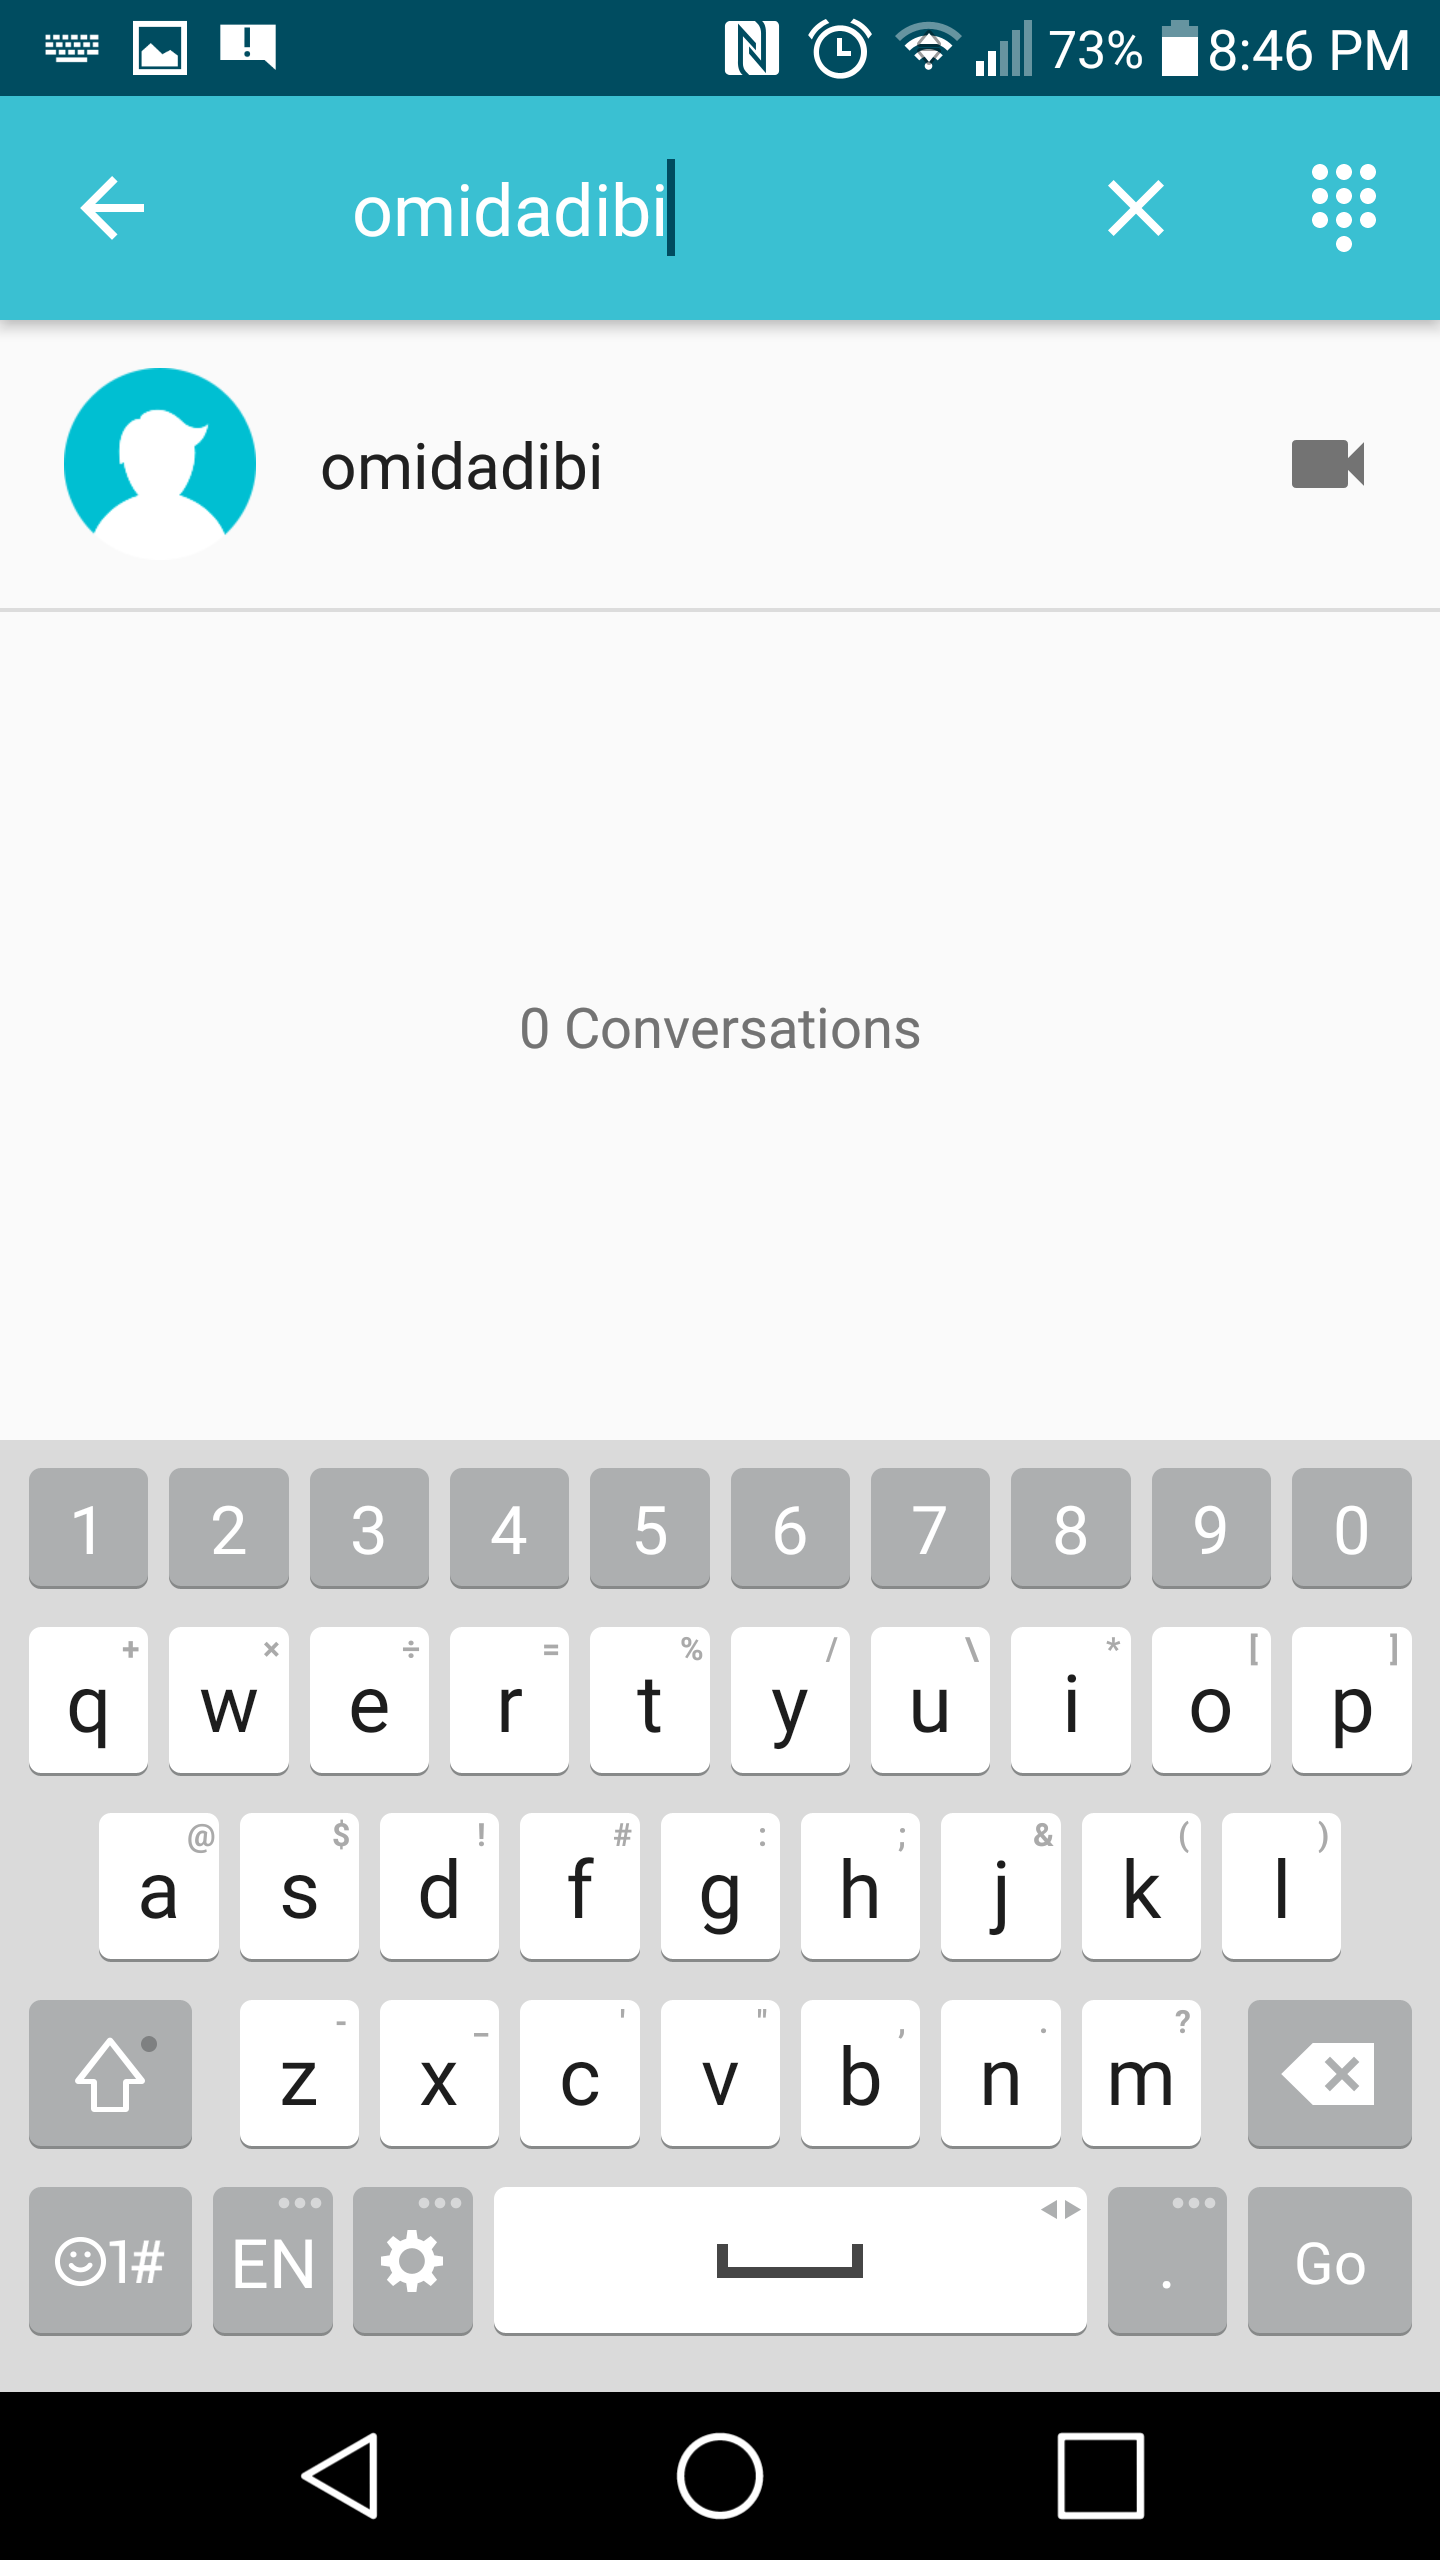 73% 8:46 PM
omidadibi
omidadibi
0 Conversations
1 2 3 4 5 6 7 8 9 0
+ × ÷ = % / \ * [ ]
q w e r t y u i o p
@ $ ! # : ; & ( )
a s d f g h j k l
- _ ' " , . ?
z x c v b n m
1# EN . Go